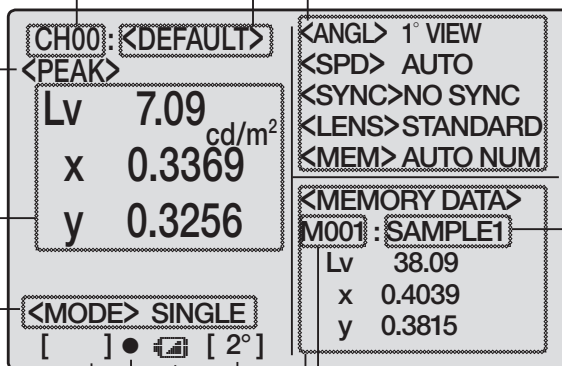 CH00 : <DEFAULT>
<PEAK>
Lv 7.09 cd/m²
x 0.3369
y 0.3256
<MODE> SINGLE
[ ] ● [ 2° ]
<ANGL> 1° VIEW
<SPD> AUTO
<SYNC>NO SYNC
<LENS>STANDARD
<MEM> AUTO NUM
<MEMORY DATA>
M001 : SAMPLE1
Lv 38.09
x 0.4039
y 0.3815